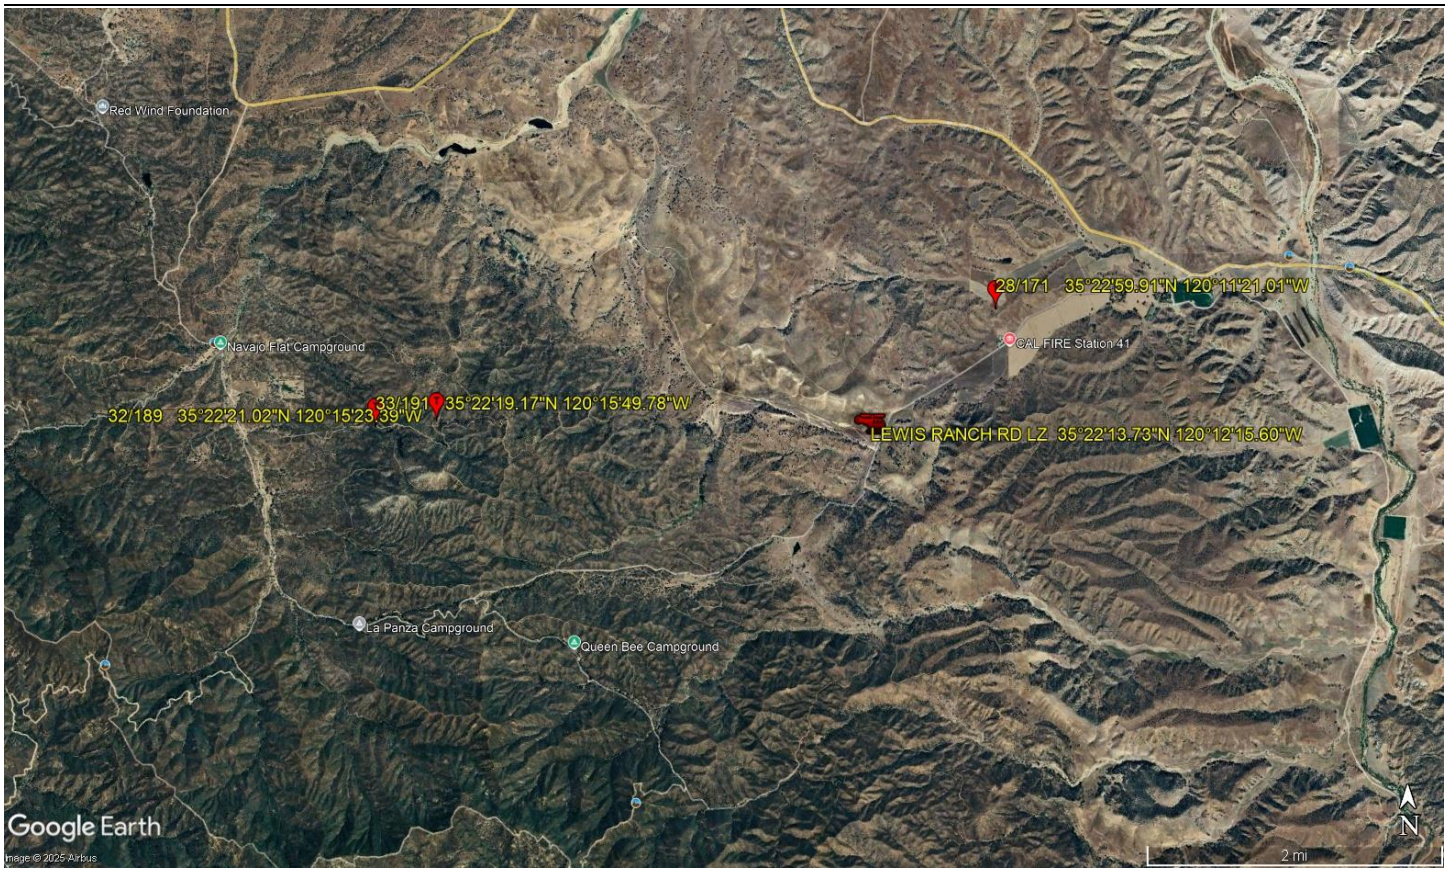 Red Wind Foundation
28/171 35°22'59.91"N 120°11'21.01"W
CAL FIRE Station 41
Navajo Flat Campground
33/191 35°22'19.17"N 120°15'49.78"W
32/189 35°22'21.02"N 120°15'23.39"W
LEWIS RANCH RD LZ 35°22'13.73"N 120°12'15.60"W
La Panza Campground
Queen Bee Campground
Google Earth
N
Image © 2025 Airbus
2 mi